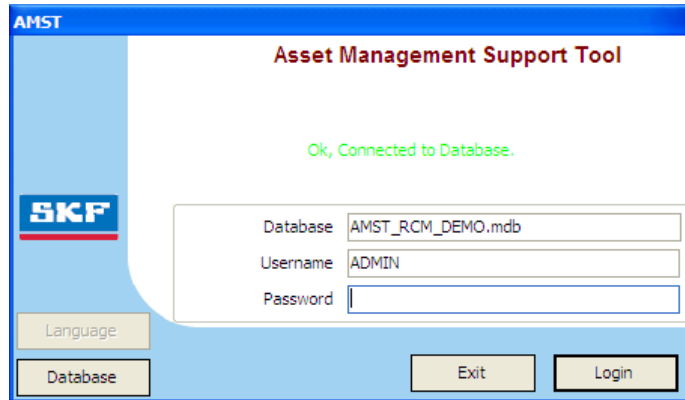 AMST
Asset Management Support Tool
Ok, Connected to Database.
SKF
Database AMST_RCM_DEMO.mdb
Username ADMIN
Password
Language
Database
Exit Login